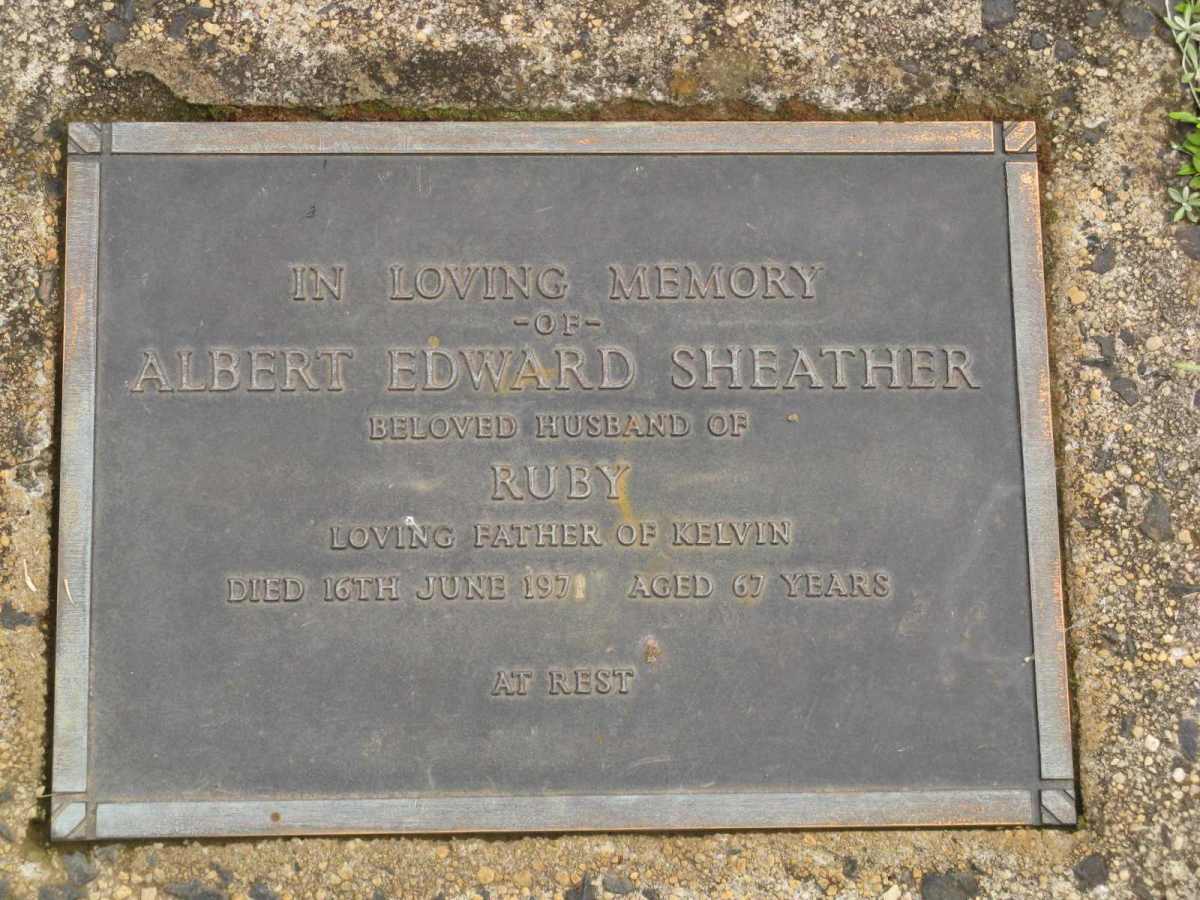 IN LOVING MEMORY
-OF-
ALBERT EDWARD SHEATHER
BELOVED HUSBAND OF
RUBY
LOVING FATHER OF KELVIN
DIED 16TH JUNE 1971 AGED 67 YEARS
AT REST